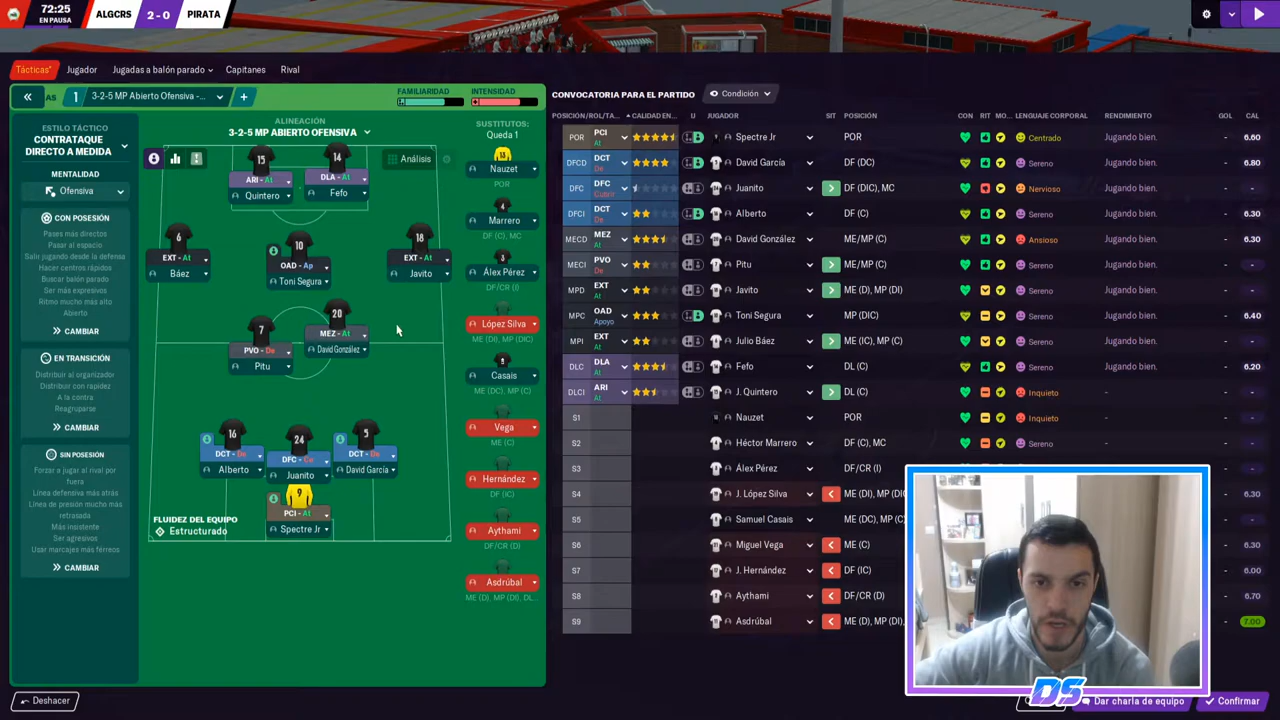 72:25
EN PAUSA
ALGCRS
2 - 0
PIRATA
Tácticas*
Jugador
Jugadas a balón parado
Capitanes
Rival
AS
1
3-2-5 MP Abierto Ofensiva -...
FAMILIARIDAD
INTENSIDAD
ESTILO TÁCTICO
CONTRATAQUE
DIRECTO A MEDIDA
MENTALIDAD
Ofensiva
CON POSESIÓN
Pases más directos
Pasar al espacio
Salir jugando desde la defensa
Hacer centros rápidos
Buscar balón parado
Ser más expresivos
Ritmo mucho más alto
Abierto
CAMBIAR
EN TRANSICIÓN
Distribuir al organizador
Distribuir con rapidez
A la contra
Reagruparse
CAMBIAR
SIN POSESIÓN
Forzar a jugar al rival por
fuera
Línea defensiva más atrás
Línea de presión mucho más
retrasada
Más insistente
Ser agresivos
Usar marcajes más férreos
CAMBIAR
Deshacer
ALINEACIÓN
3-2-5 MP ABIERTO OFENSIVA
Análisis
15
ARI - At
Quintero
14
DLA - At
Fefo
6
EXT - At
Báez
10
OAD - Ap
Toni Segura
18
EXT - At
Javito
7
PVO - De
Pitu
20
MEZ - At
David González
16
DCT - De
Alberto
24
DFC - Cu
Juanito
5
DCT - De
David García
9
PCI - At
Spectre Jr
FLUIDEZ DEL EQUIPO
Estructurado
SUSTITUTOS:
Queda 1
13
Nauzet
POR
4
Marrero
DF (C), MC
3
Álex Pérez
DF/CR (I)
López Silva
ME (DI), MP (DIC)
Casais
ME (DC), MP (C)
Vega
ME (C)
Hernández
DF (IC)
Aythami
DF/CR (D)
Asdrúbal
ME (D), MP (DI), DL...
CONVOCATORIA PARA EL PARTIDO
Condición
POSICIÓN/ROL/TA... CALIDAD EN... U JUGADOR SIT POSICIÓN CON RIT MO... LENGUAJE CORPORAL RENDIMIENTO GOL CAL
POR PCI At Spectre Jr POR Centrado Jugando bien. - 6.60
DFCD DCT De David García DF (DC) Sereno Jugando bien. - 6.80
DFC DFC Cubrir Juanito DF (DIC), MC Nervioso Jugando bien. - -
DFCI DCT De Alberto DF (C) Sereno Jugando bien. - 6.30
MECD MEZ At David González ME/MP (C) Ansioso Jugando bien. - 6.30
MECI PVO De Pitu ME/MP (C) Sereno Jugando bien. - -
MPD EXT At Javito ME (D), MP (DI) Sereno Jugando bien. - -
MPC OAD Apoyo Toni Segura MP (DIC) Sereno Jugando bien. - 6.40
MPI EXT At Julio Báez ME (IC), MP (C) Sereno Jugando bien. - -
DLC DLA At Fefo DL (C) Sereno Jugando bien. - 6.20
DLCI ARI At J. Quintero DL (C) Inquieto - - -
S1 Nauzet POR Inquieto - - -
S2 Héctor Marrero DF (C), MC Sereno - - -
S3 Álex Pérez DF/CR (I)
S4 J. López Silva ME (DI), MP (DIC - 6.30
S5 Samuel Casais ME (DC), MP (C) - -
S6 Miguel Vega ME (C) - 6.30
S7 J. Hernández DF (IC) - 6.00
S8 Aythami DF/CR (D) - 6.70
S9 Asdrúbal ME (D), MP (DI), - 7.00
DS
Dar charla de equipo
Confirmar